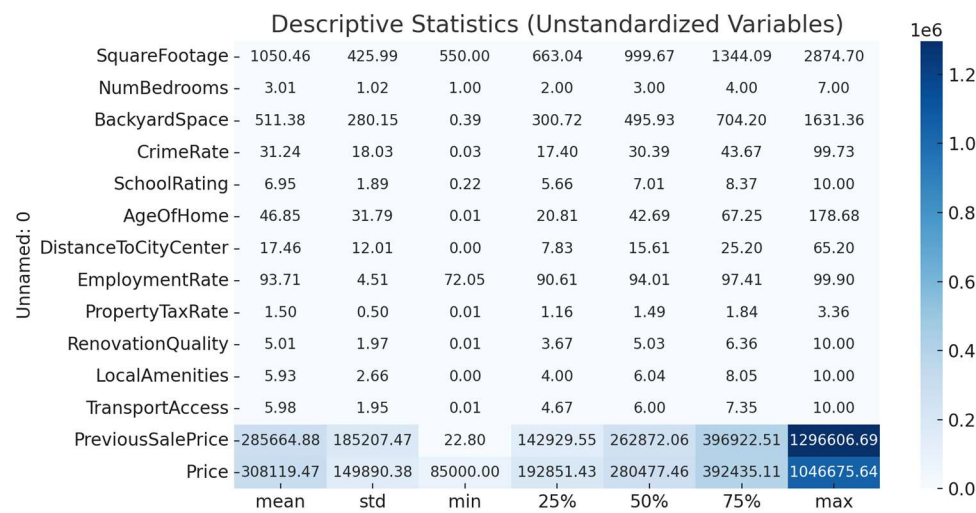 Descriptive Statistics (Unstandardized Variables)
1e6
SquareFootage 1050.46 425.99 550.00 663.04 999.67 1344.09 2874.70
NumBedrooms 3.01 1.02 1.00 2.00 3.00 4.00 7.00
BackyardSpace 511.38 280.15 0.39 300.72 495.93 704.20 1631.36
CrimeRate 31.24 18.03 0.03 17.40 30.39 43.67 99.73
SchoolRating 6.95 1.89 0.22 5.66 7.01 8.37 10.00
AgeOfHome 46.85 31.79 0.01 20.81 42.69 67.25 178.68
DistanceToCityCenter 17.46 12.01 0.00 7.83 15.61 25.20 65.20
EmploymentRate 93.71 4.51 72.05 90.61 94.01 97.41 99.90
PropertyTaxRate 1.50 0.50 0.01 1.16 1.49 1.84 3.36
RenovationQuality 5.01 1.97 0.01 3.67 5.03 6.36 10.00
LocalAmenities 5.93 2.66 0.00 4.00 6.04 8.05 10.00
TransportAccess 5.98 1.95 0.01 4.67 6.00 7.35 10.00
PreviousSalePrice 285664.88 185207.47 22.80 142929.55 262872.06 396922.51 1296606.69
Price 308119.47 149890.38 85000.00 192851.43 280477.46 392435.11 1046675.64
mean std min 25% 50% 75% max
Unnamed: 0
1.2
1.0
0.8
0.6
0.4
0.2
0.0